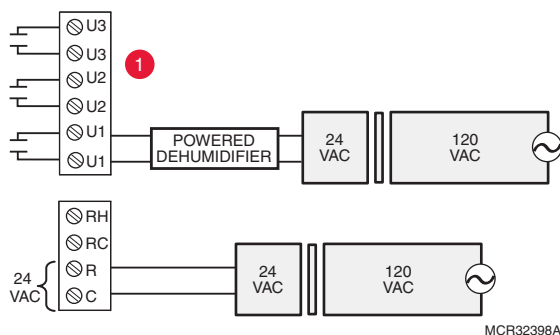 U3
U3
1
U2
U2
U1
U1
POWERED
DEHUMIDIFIER
24
VAC
120
VAC
RH
RC
R
C
24
VAC
24
VAC
120
VAC
MCR32398A